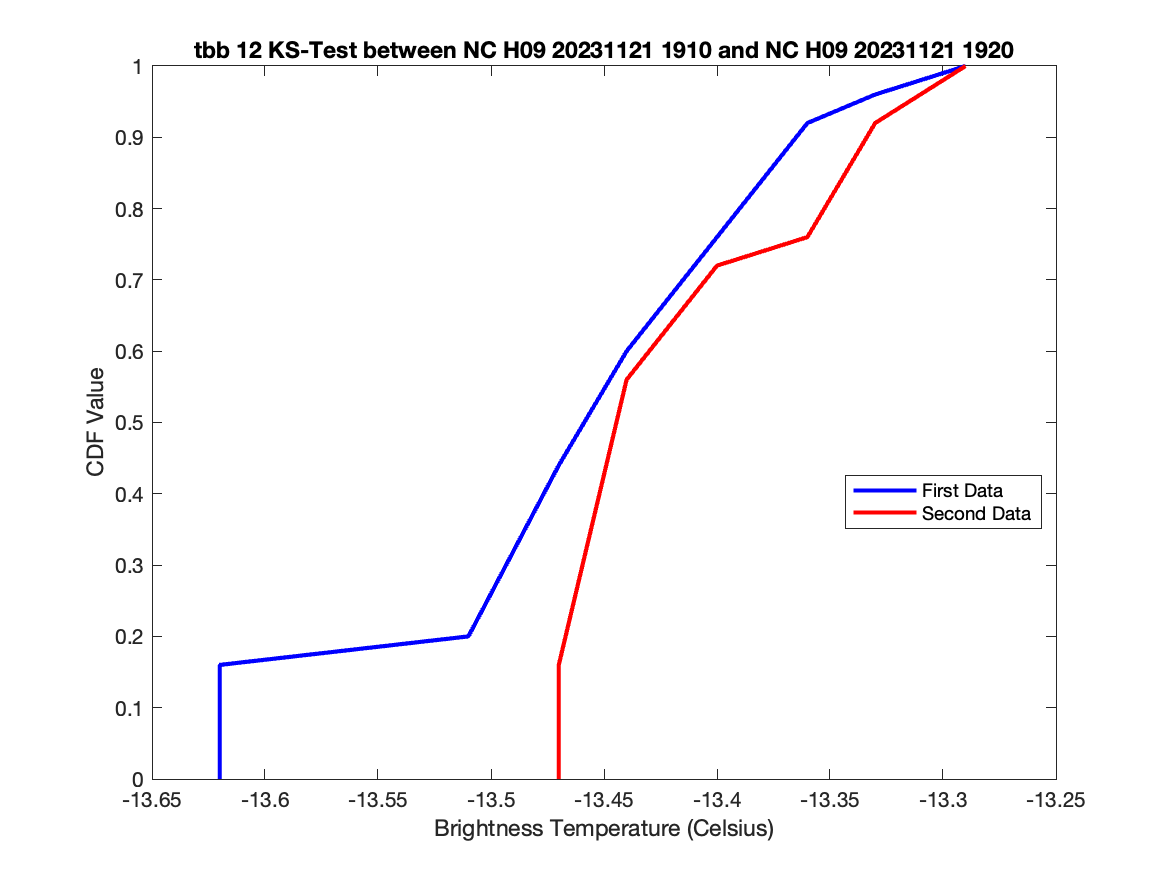 tbb 12 KS-Test between NC H09 20231121 1910 and NC H09 20231121 1920
1
0.9
0.8
0.7
0.6
0.5
0.4
0.3
0.2
0.1
0
CDF Value
First Data
Second Data
-13.65 -13.6 -13.55 -13.5 -13.45 -13.4 -13.35 -13.3 -13.25
Brightness Temperature (Celsius)